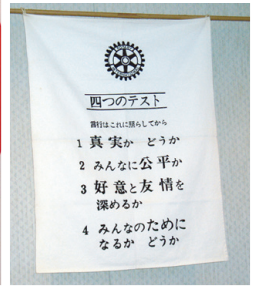 四つのテスト
言行はこれに照らしてから
1 真実か どうか
2 みんなに公平か
3 好意と友情を
深めるか
4 みんなのために
なるか どうか